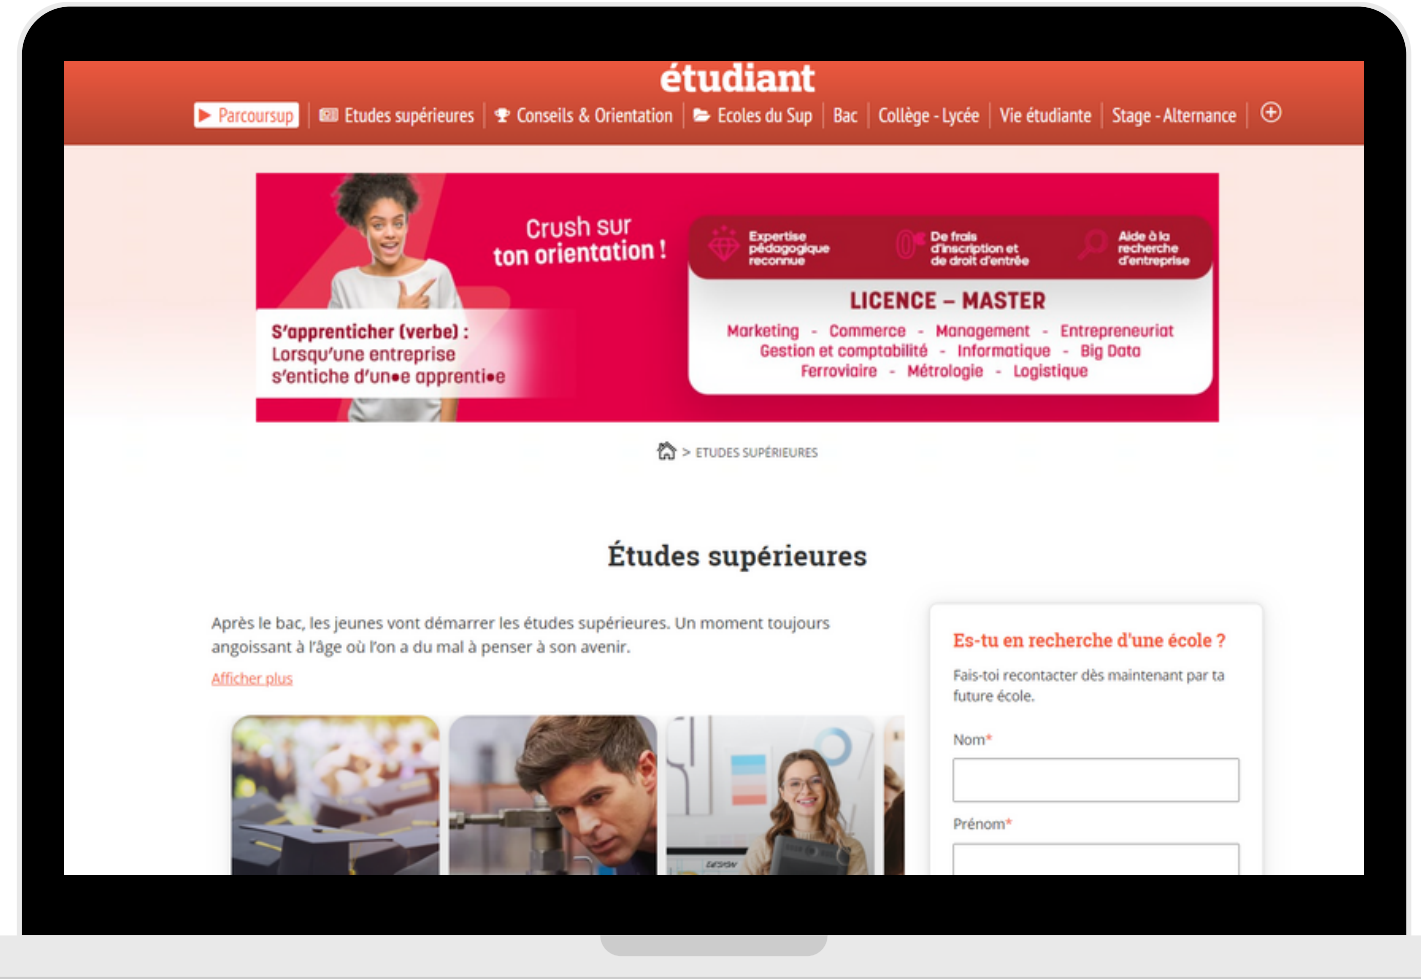 étudiant
Parcoursup
Etudes supérieures
Conseils & Orientation
Ecoles du Sup
Bac
Collège - Lycée
Vie étudiante
Stage - Alternance
Crush sur
ton orientation !
S'apprenticher (verbe) :
Lorsqu'une entreprise
s'entiche d'un•e apprenti•e
Expertise
pédagogique
reconnue
0€
De frais
d'inscription et
de droit d'entrée
Aide à la
recherche
d'entreprise
LICENCE – MASTER
Marketing - Commerce - Management - Entrepreneuriat
Gestion et comptabilité - Informatique - Big Data
Ferroviaire - Métrologie - Logistique
> ETUDES SUPÉRIEURES
Études supérieures
Après le bac, les jeunes vont démarrer les études supérieures. Un moment toujours
angoissant à l'âge où l'on a du mal à penser à son avenir.
Afficher plus
DESIGN
Es-tu en recherche d'une école ?
Fais-toi recontacter dès maintenant par ta
future école.
Nom*
Prénom*